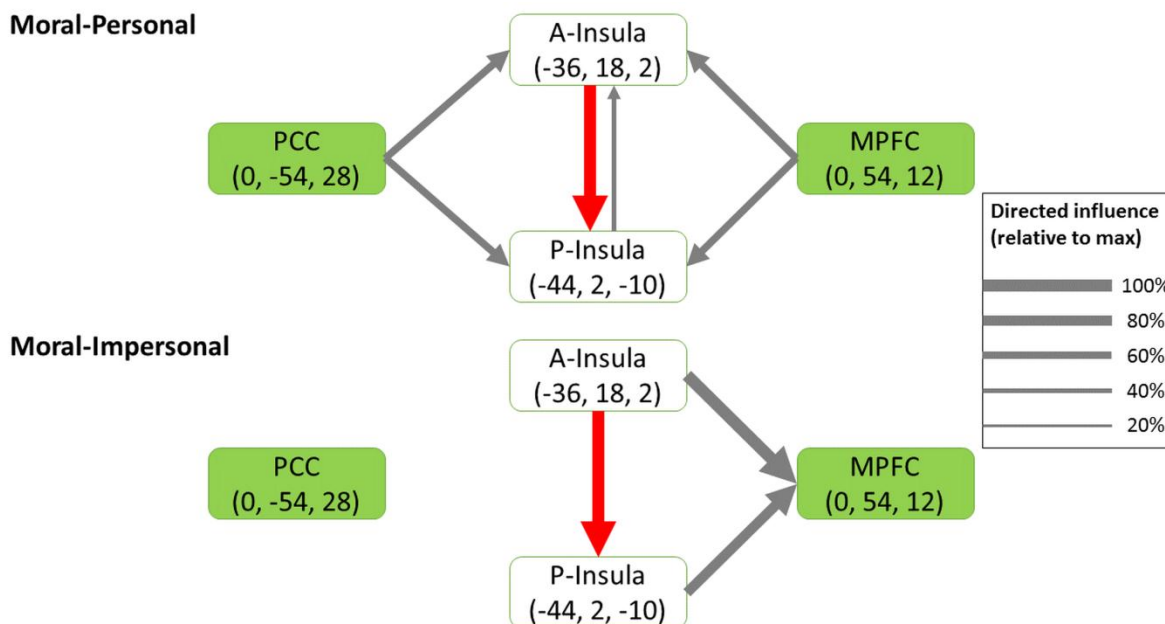 Moral-Personal
A-Insula
(-36, 18, 2)
PCC
(0, -54, 28)
MPFC
(0, 54, 12)
P-Insula
(-44, 2, -10)
Directed influence
(relative to max)
100%
80%
60%
40%
20%
Moral-Impersonal
A-Insula
(-36, 18, 2)
PCC
(0, -54, 28)
MPFC
(0, 54, 12)
P-Insula
(-44, 2, -10)